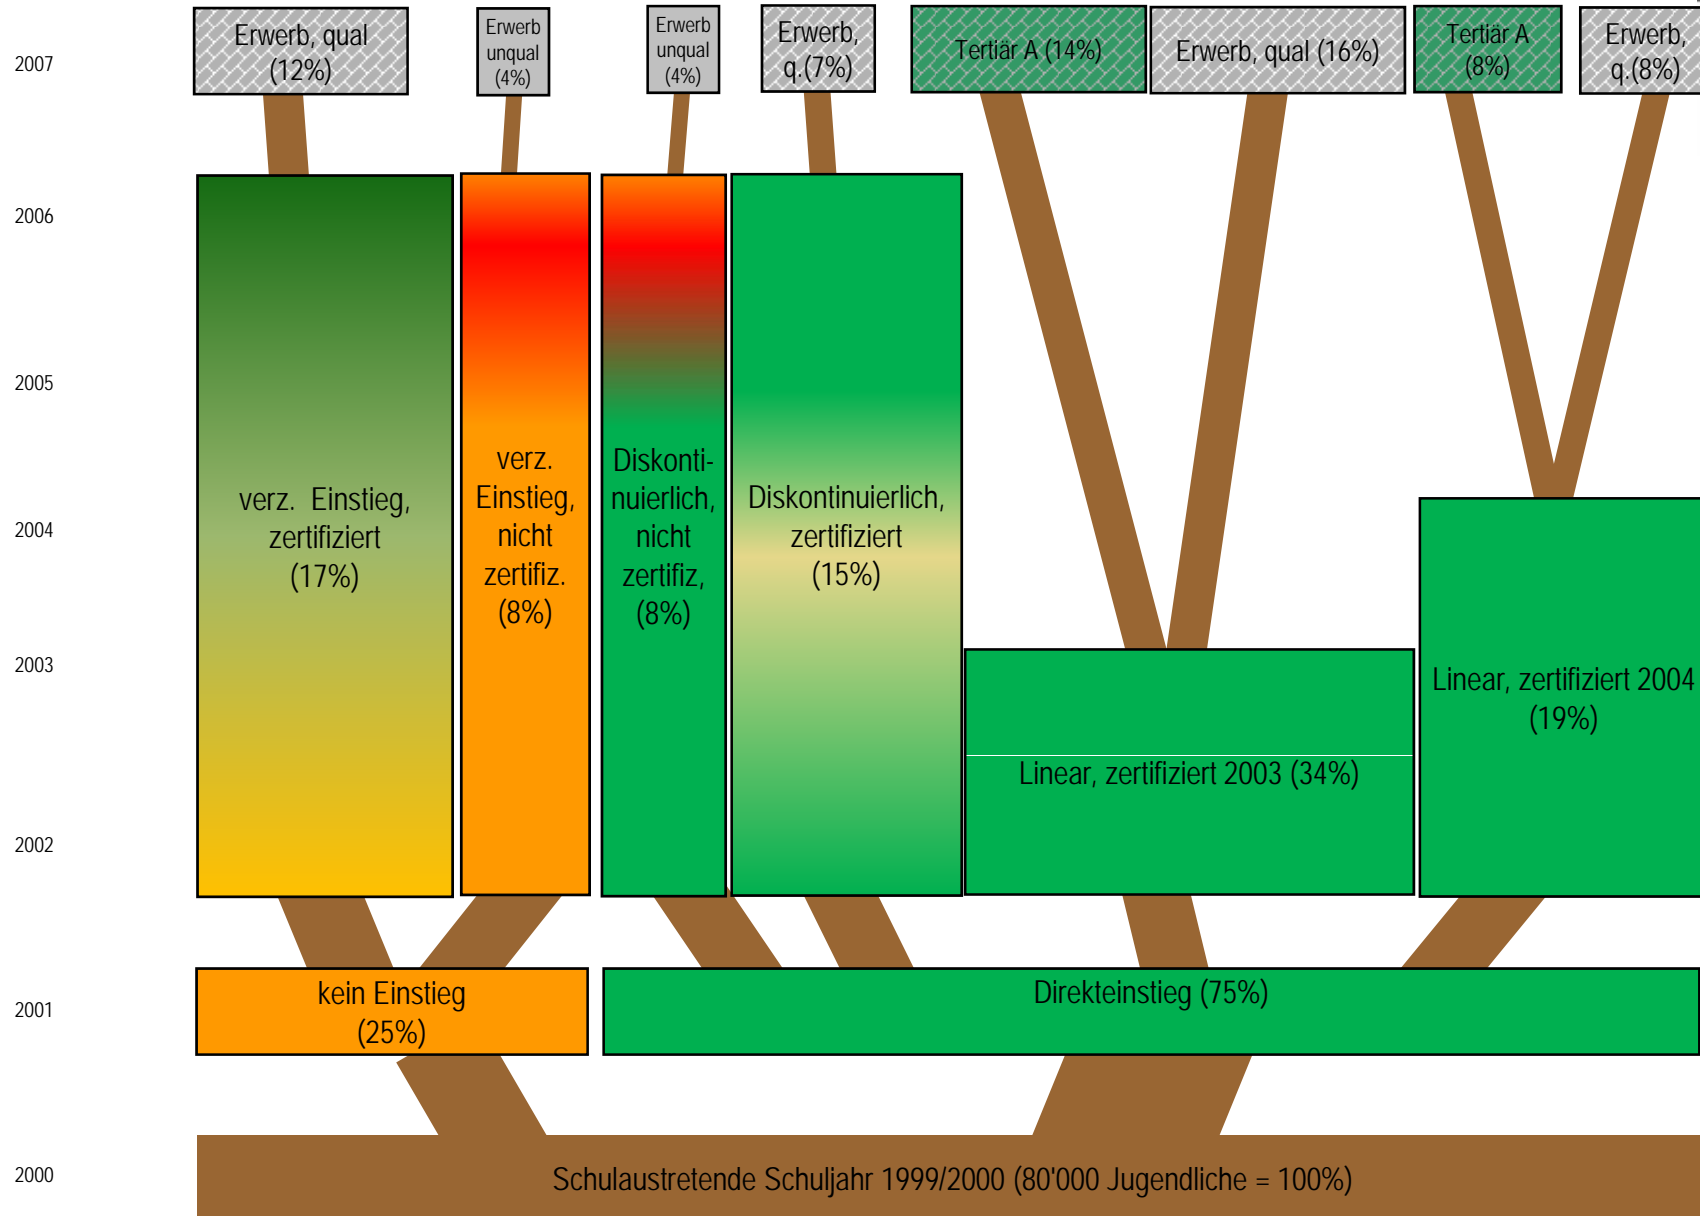 2007
Erwerb, qual
(12%)
Erwerb
unqual
(4%)
Erwerb
unqual
(4%)
Erwerb,
q.(7%)
Tertiär A (14%)
Erwerb, qual (16%)
Tertiär A
(8%)
Erwerb,
q.(8%)
2006
2005
2004
2003
2002
verz. Einstieg,
zertifiziert
(17%)
verz.
Einstieg,
nicht
zertifiz.
(8%)
Diskonti-
nuierlich,
nicht
zertifiz,
(8%)
Diskontinuierlich,
zertifiziert
(15%)
Linear, zertifiziert 2003 (34%)
Linear, zertifiziert 2004
(19%)
2001
kein Einstieg
(25%)
Direkteinstieg (75%)
2000
Schulaustretende Schuljahr 1999/2000 (80'000 Jugendliche = 100%)